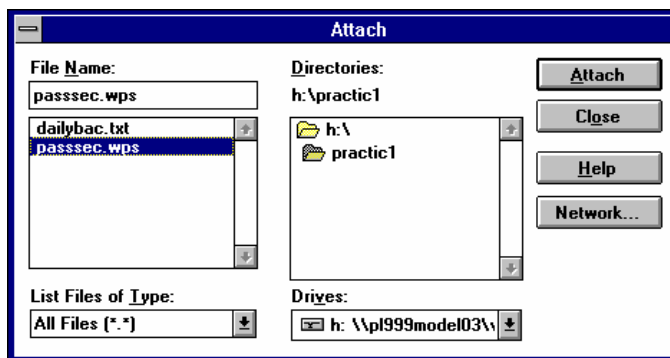 Attach
File Name:
passsec.wps
dailybac.txt
passsec.wps
List Files of Type:
All Files (*.*)
Directories:
h:\practic1
h:\
practic1
Drives:
h: \\pl999model03\
Attach
Close
Help
Network...